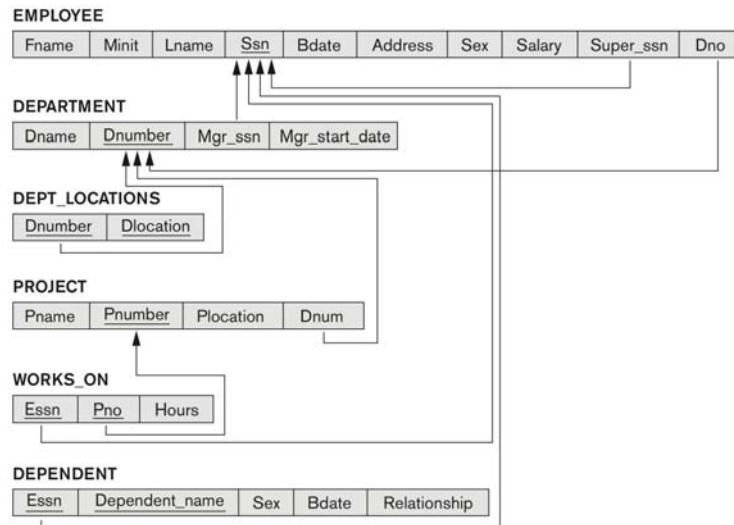 EMPLOYEE
Fname Minit Lname Ssn Bdate Address Sex Salary Super_ssn Dno
DEPARTMENT
Dname Dnumber Mgr_ssn Mgr_start_date
DEPT_LOCATIONS
Dnumber Dlocation
PROJECT
Pname Pnumber Plocation Dnum
WORKS_ON
Essn Pno Hours
DEPENDENT
Essn Dependent_name Sex Bdate Relationship